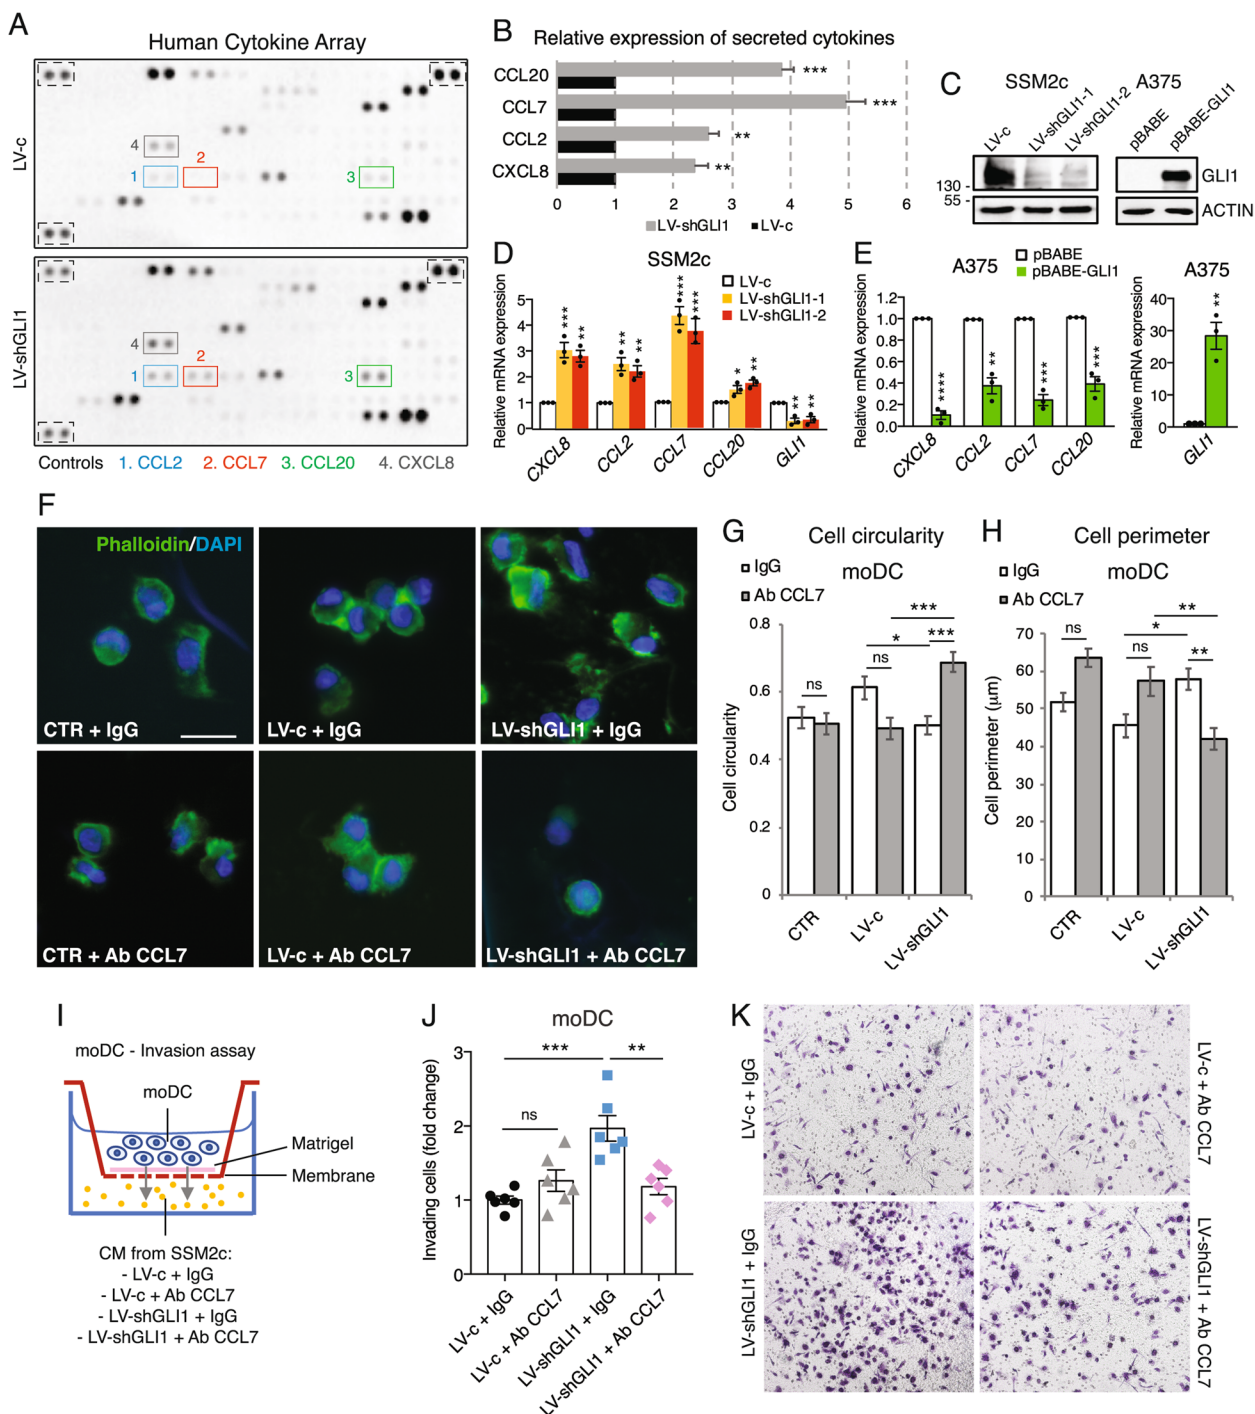 A
Human Cytokine Array
LV-c
4
2
1
3
LV-shGLI1
4
2
1
3
Controls 1. CCL2 2. CCL7 3. CCL20 4. CXCL8
B
Relative expression of secreted cytokines
CCL20
***
CCL7
***
CCL2
**
CXCL8
**
0 1 2 3 4 5 6
LV-shGLI1 LV-c
C
SSM2c A375
LV-c
LV-shGLI1-1
LV-shGLI1-2
pBABE
pBABE-GLI1
GLI1
130 -
55 -
ACTIN
D
SSM2c
LV-c
LV-shGLI1-1
LV-shGLI1-2
Relative mRNA expression
5
4
3
2
1
0
*** ** ** ** *** *** * ** ** **
CXCL8 CCL2 CCL7 CCL20 GLI1
E
A375
pBABE
pBABE-GLI1
Relative mRNA expression
1.2
1.0
0.8
0.6
0.4
0.2
0.0
**** ** *** ***
CXCL8 CCL2 CCL7 CCL20
A375
Relative mRNA expression
40
30
20
10
0
**
GLI1
F
Phalloidin/DAPI
CTR + IgG
LV-c + IgG
LV-shGLI1 + IgG
CTR + Ab CCL7
LV-c + Ab CCL7
LV-shGLI1 + Ab CCL7
G
Cell circularity
IgG
Ab CCL7
moDC
Cell circularity
0.8
0.6
0.4
0.2
0
ns
ns
*
***
***
CTR LV-c LV-shGLI1
H
Cell perimeter
IgG
Ab CCL7
moDC
Cell perimeter (μm)
70
60
50
40
30
20
10
0
ns
ns
*
**
**
CTR LV-c LV-shGLI1
I
moDC - Invasion assay
moDC
Matrigel
Membrane
CM from SSM2c:
- LV-c + IgG
- LV-c + Ab CCL7
- LV-shGLI1 + IgG
- LV-shGLI1 + Ab CCL7
J
moDC
Invading cells (fold change)
3
2
1
0
*** **
ns
LV-c + IgG
LV-c + Ab CCL7
LV-shGLI1 + IgG
LV-shGLI1 + Ab CCL7
K
LV-c + IgG
LV-c + Ab CCL7
LV-shGLI1 + IgG
LV-shGLI1 + Ab CCL7